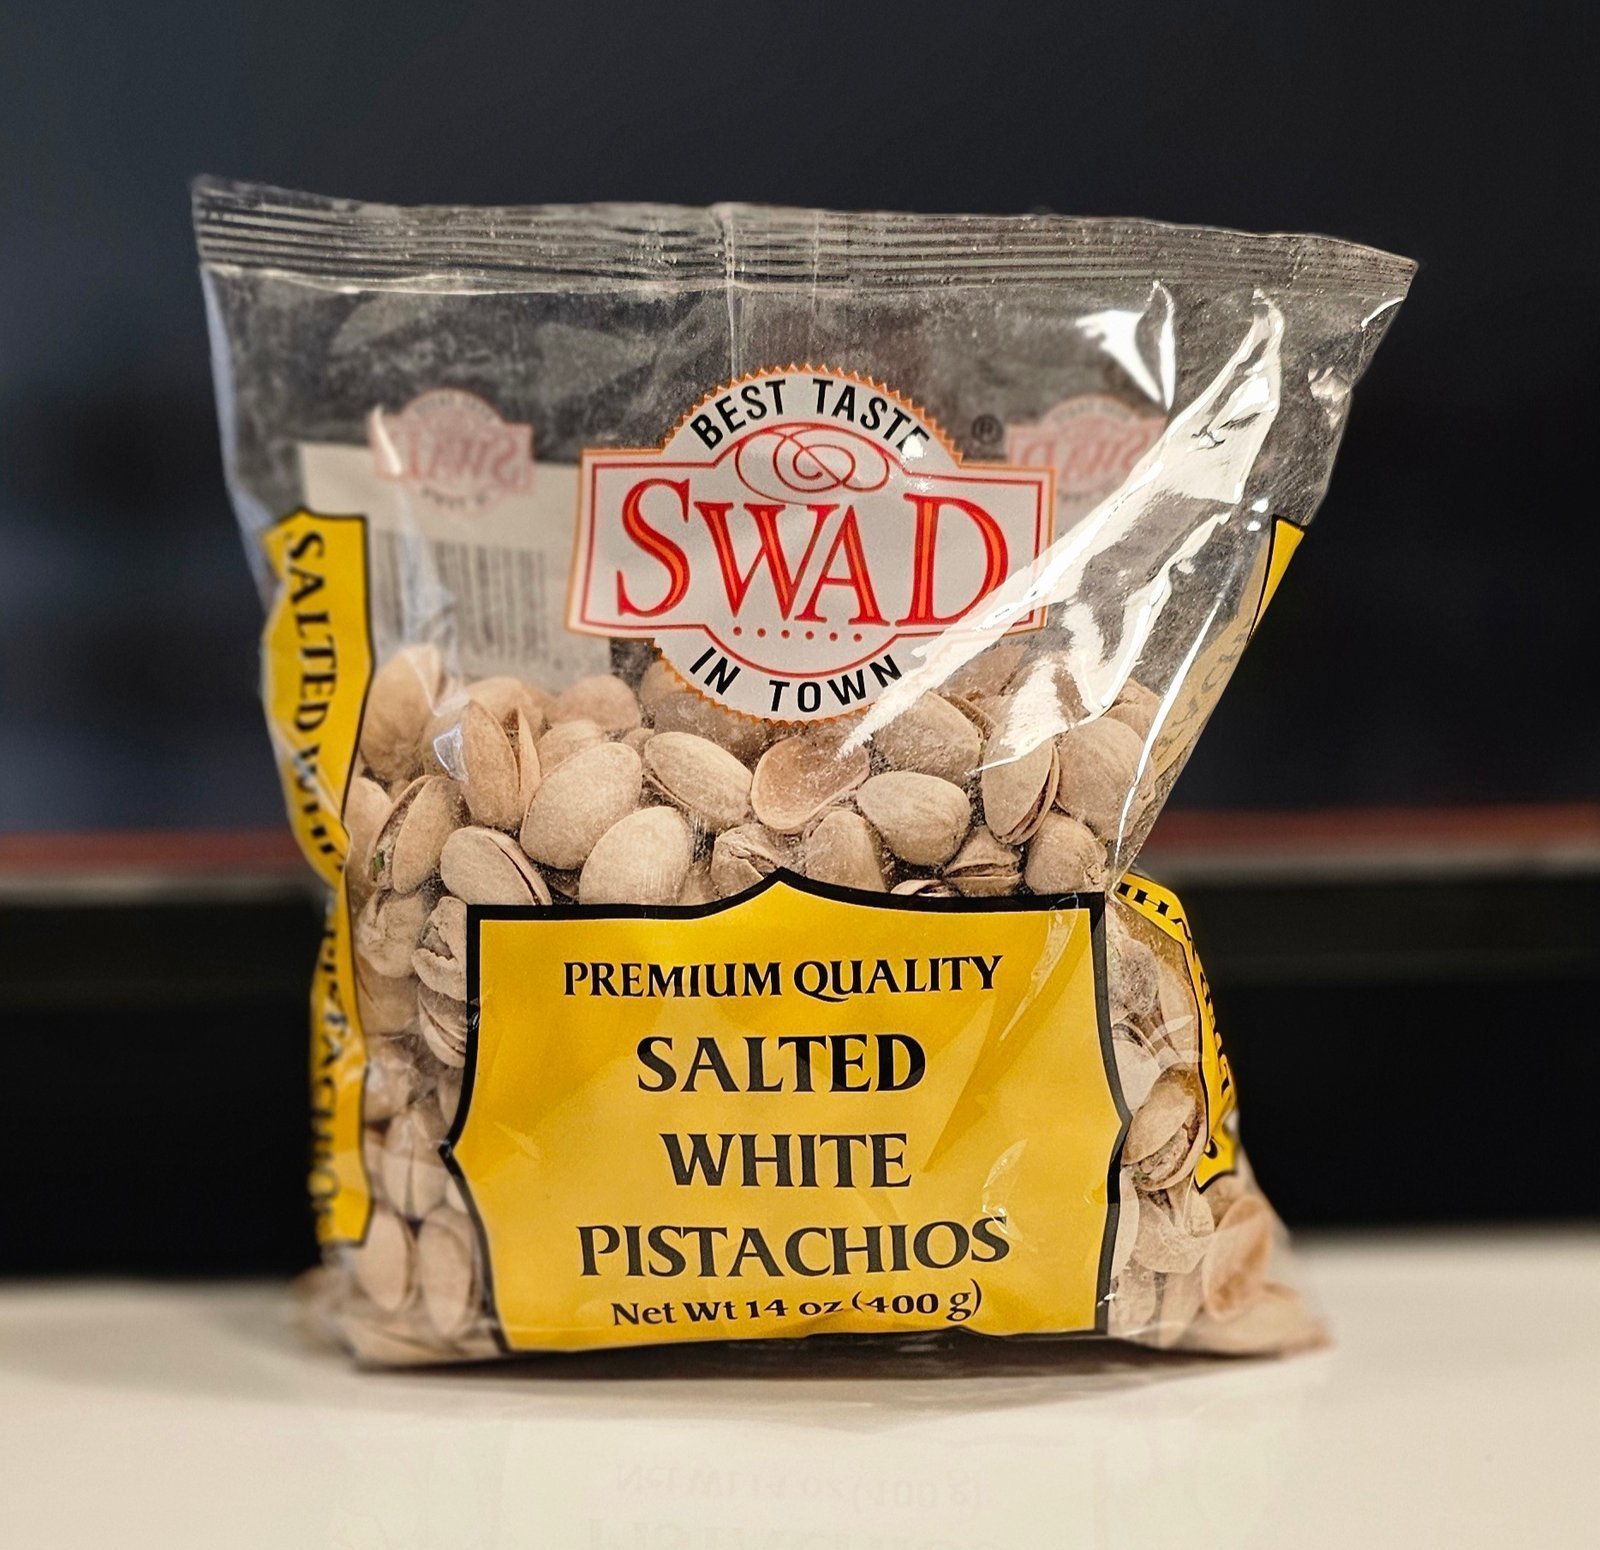 BEST TASTE
®
SWAD
IN TOWN
PREMIUM QUALITY
SALTED
WHITE
PISTACHIOS
Net Wt 14 oz (400 g)
SALTED WHITE PISTACHIOS